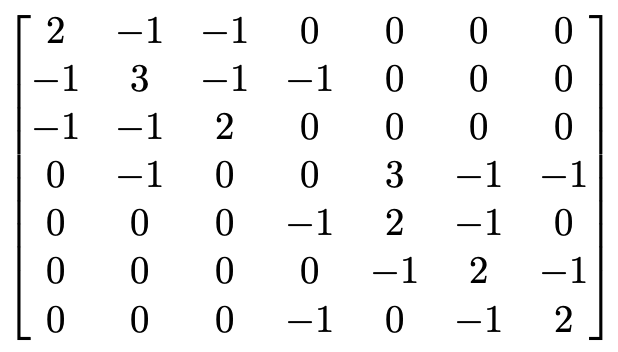 2 −1 −1 0 0 0 0
−1 3 −1 −1 0 0 0
−1 −1 2 0 0 0 0
0 −1 0 0 3 −1 −1
0 0 0 −1 2 −1 0
0 0 0 0 −1 2 −1
0 0 0 −1 0 −1 2